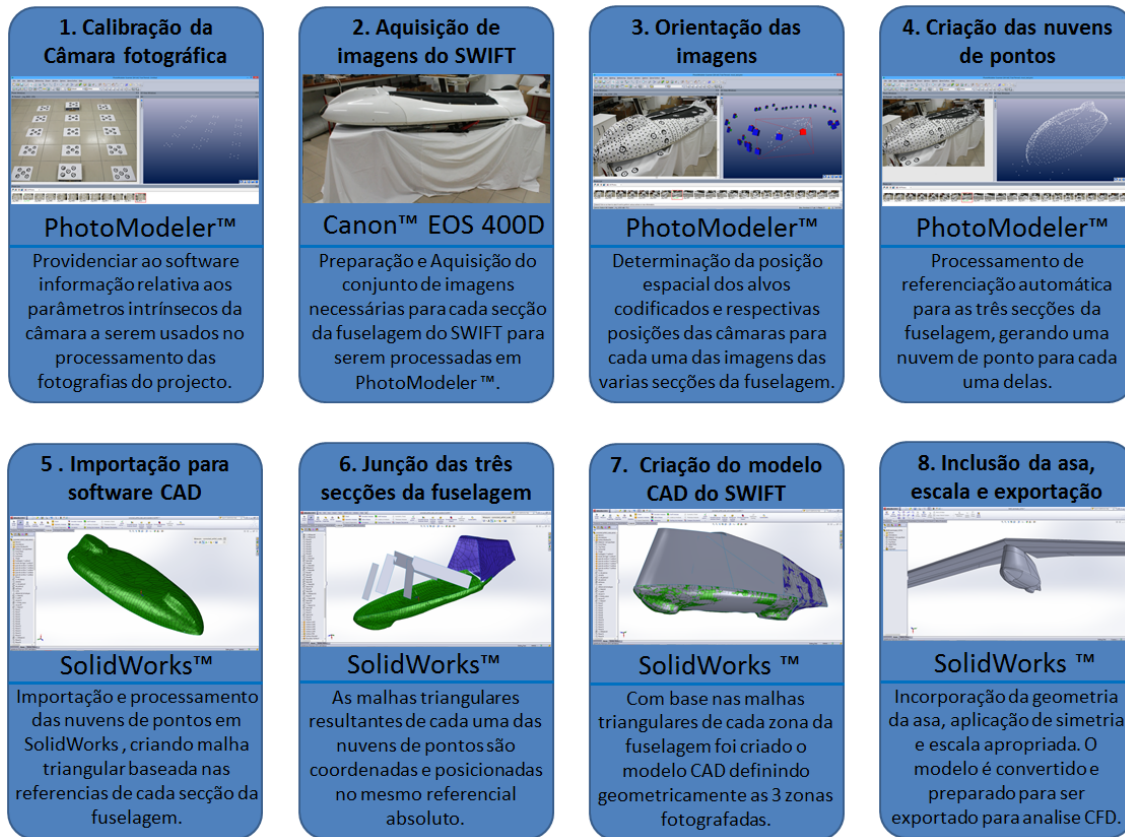 1. Calibração da
Câmara fotográfica
PhotoModeler™
Providenciar ao software
informação relativa aos
parâmetros intrínsecos da
câmara a serem usados no
processamento das
fotografias do projecto.
2. Aquisição de
imagens do SWIFT
Canon™ EOS 400D
Preparação e Aquisição do
conjunto de imagens
necessárias para cada secção
da fuselagem do SWIFT para
serem processadas em
PhotoModeler™.
3. Orientação das
imagens
PhotoModeler™
Determinação da posição
espacial dos alvos
codificados e respectivas
posições das câmaras para
cada uma das imagens das
varias secções da fuselagem.
4. Criação das nuvens
de pontos
PhotoModeler™
Processamento de
referenciação automática
para as três secções da
fuselagem, gerando uma
nuvem de ponto para cada
uma delas.
5 . Importação para
software CAD
SolidWorks™
Importação e processamento
das nuvens de pontos em
SolidWorks , criando malha
triangular baseada nas
referencias de cada secção da
fuselagem.
6. Junção das três
secções da fuselagem
SolidWorks™
As malhas triangulares
resultantes de cada uma das
nuvens de pontos são
coordenadas e posicionadas
no mesmo referencial
absoluto.
7. Criação do modelo
CAD do SWIFT
SolidWorks ™
Com base nas malhas
triangulares de cada zona da
fuselagem foi criado o
modelo CAD definindo
geometricamente as 3 zonas
fotografadas.
8. Inclusão da asa,
escala e exportação
SolidWorks ™
Incorporação da geometria
da asa, aplicação de simetria
e escala apropriada. O
modelo é convertido e
preparado para ser
exportado para analise CFD.